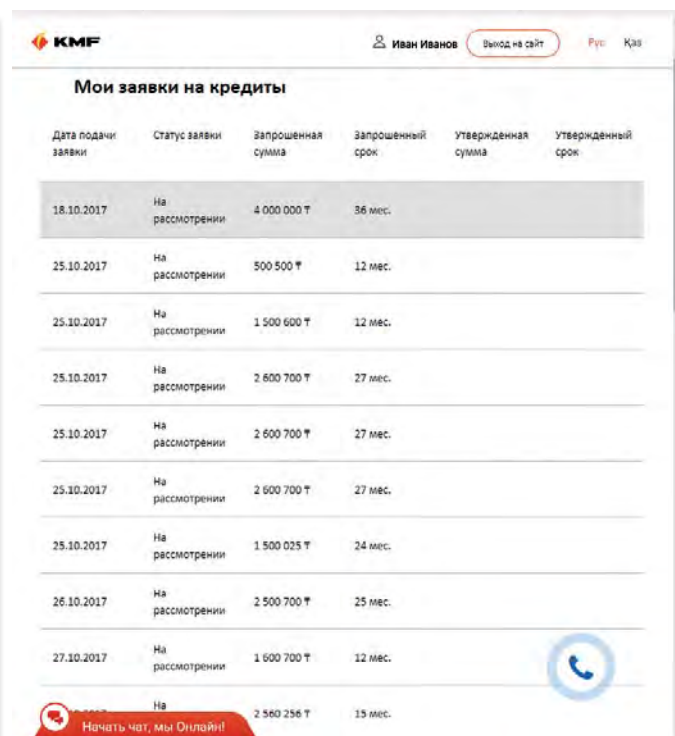 KMF
Иван Иванов
Выход на сайт
Рус Қаз
Мои заявки на кредиты
Дата подачи заявки Статус заявки Запрошенная сумма Запрошенный срок Утвержденная сумма Утвержденный срок
18.10.2017 На рассмотрении 4 000 000 ₸ 36 мес.
25.10.2017 На рассмотрении 500 500 ₸ 12 мес.
25.10.2017 На рассмотрении 1 500 600 ₸ 12 мес.
25.10.2017 На рассмотрении 2 600 700 ₸ 27 мес.
25.10.2017 На рассмотрении 2 600 700 ₸ 27 мес.
25.10.2017 На рассмотрении 2 600 700 ₸ 27 мес.
25.10.2017 На рассмотрении 1 500 025 ₸ 24 мес.
26.10.2017 На рассмотрении 2 500 700 ₸ 25 мес.
27.10.2017 На рассмотрении 1 600 700 ₸ 12 мес.
На 2 560 256 ₸ 15 мес.
Начать чат, мы Онлайн!